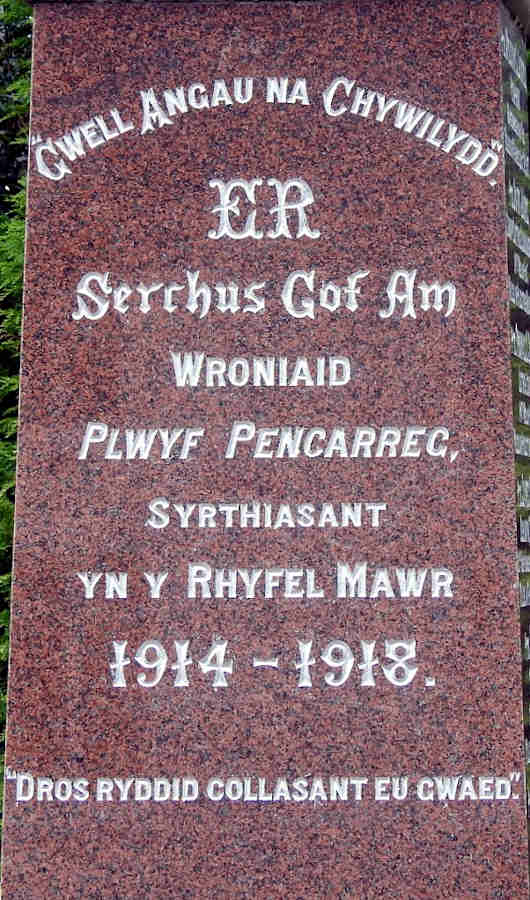 "Gwell Angau na Chywilydd."
ER
Serchus Gof Am
Wroniaid
Plwyf Pencarreg,
Syrthiasant
yn y Rhyfel Mawr
1914 - 1918.
"Dros ryddid collasant eu gwaed".